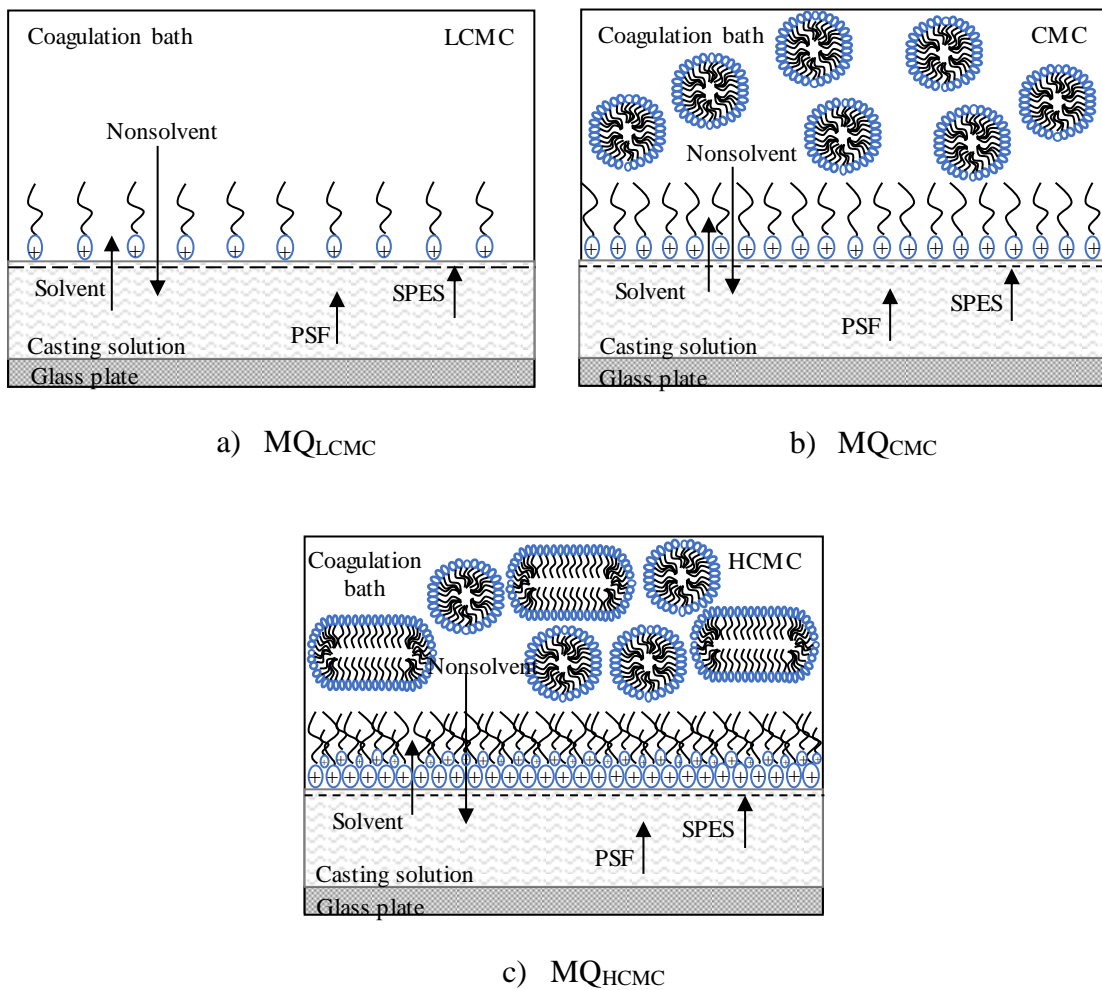 Coagulation bath
LCMC
Nonsolvent
Solvent
SPES
PSF
Casting solution
Glass plate
a) MQLCMC
Coagulation bath
CMC
Nonsolvent
Solvent
SPES
PSF
Casting solution
Glass plate
b) MQCMC
Coagulation
bath
HCMC
Nonsolvent
Solvent
SPES
PSF
Casting solution
Glass plate
c) MQHCMC